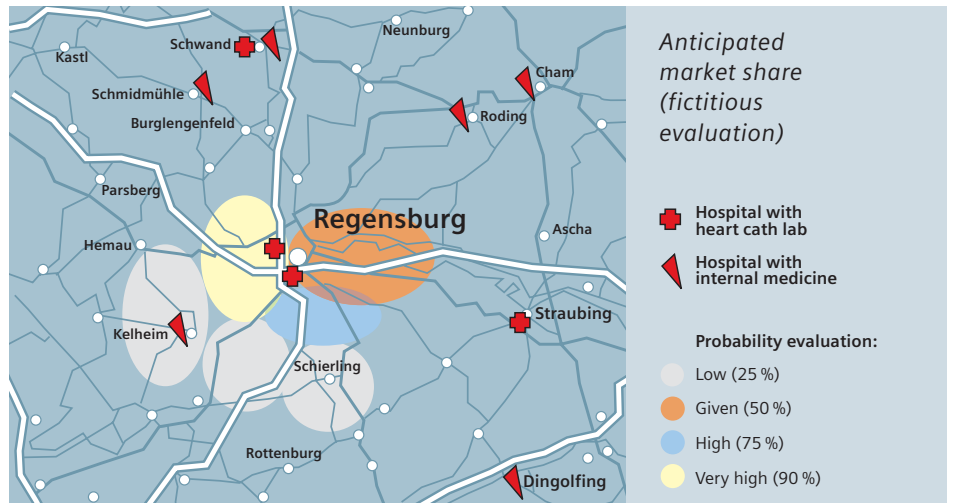 Neunburg
Schwand
Kastl
Cham
Schmidmühle
Roding
Burglengenfeld
Parsberg
Regensburg
Hemau
Ascha
Straubing
Kelheim
Schierling
Rottenburg
Dingolfing
Anticipated
market share
(fictitious
evaluation)
Hospital with
heart cath lab
Hospital with
internal medicine
Probability evaluation:
Low (25 %)
Given (50 %)
High (75 %)
Very high (90 %)